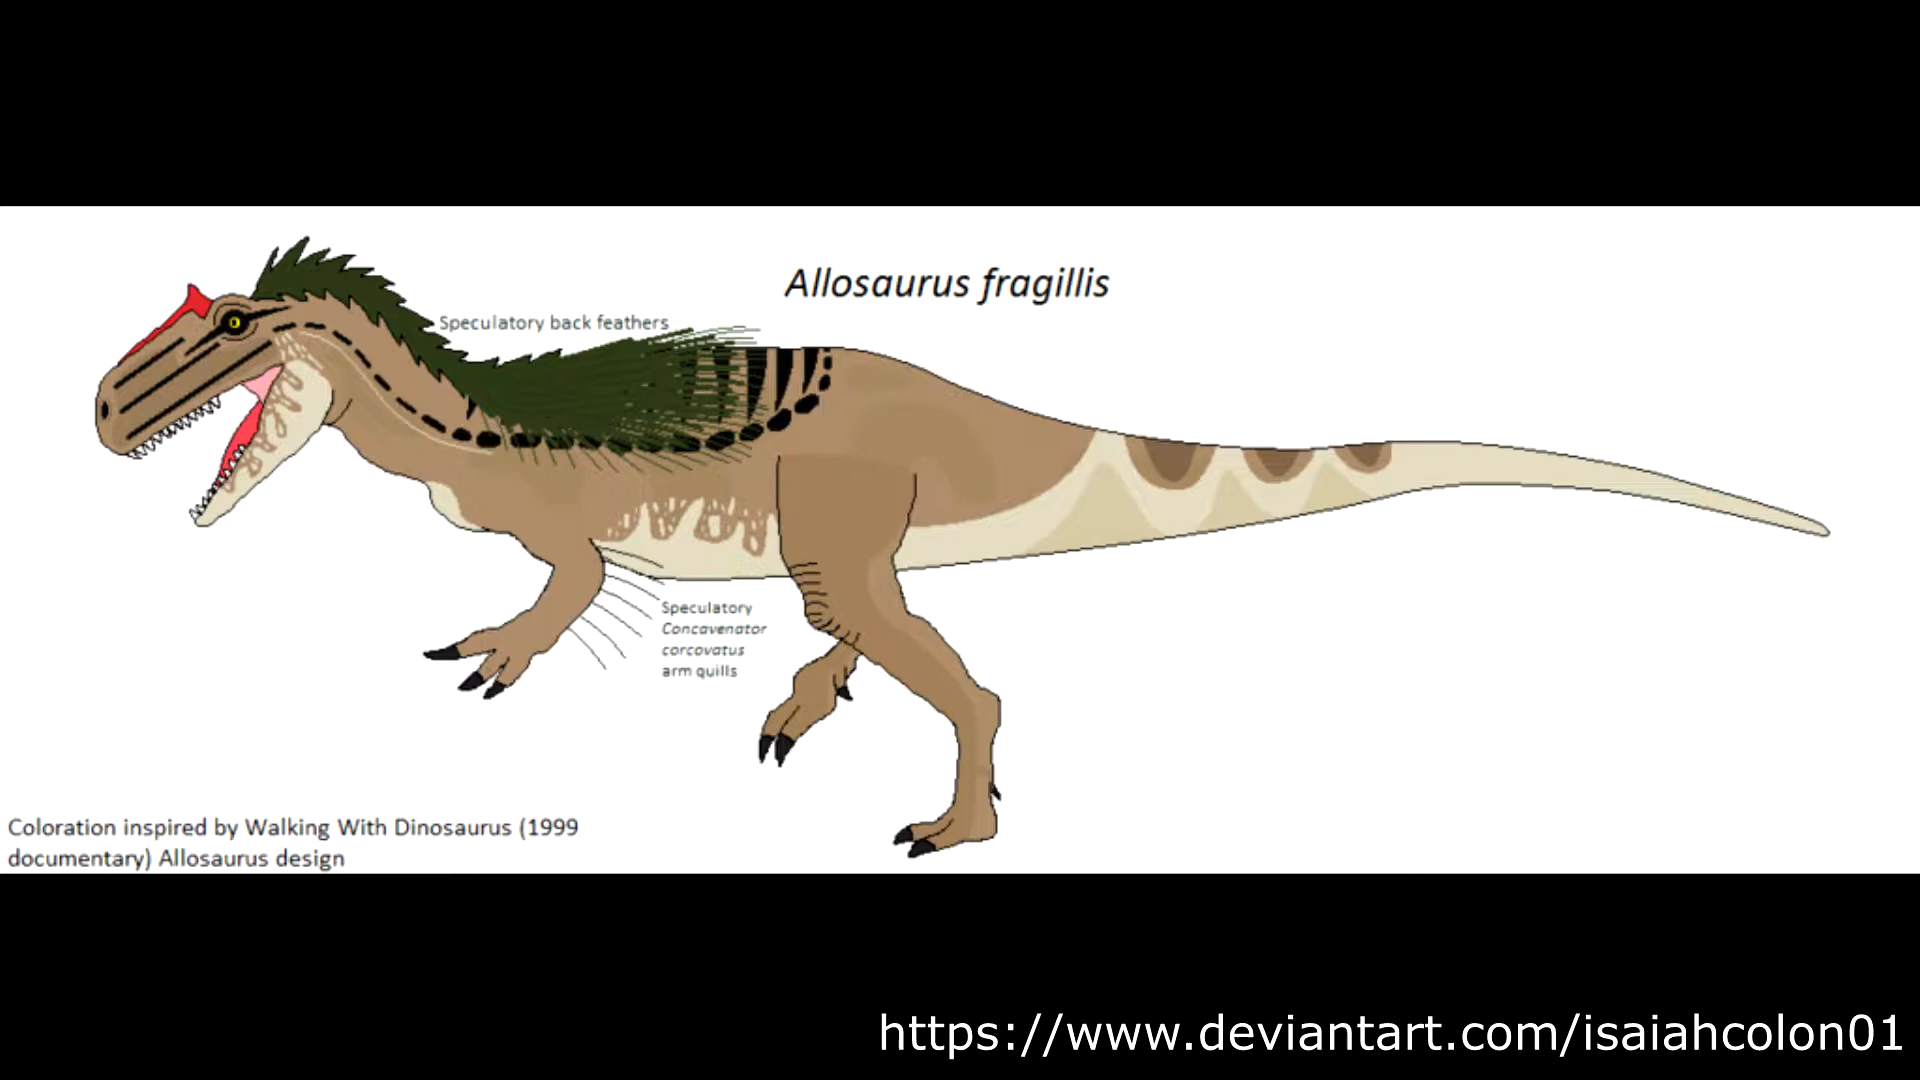 Allosaurus fragillis
Speculatory back feathers
Speculatory
Concavenator
corcovatus
arm quills
Coloration inspired by Walking With Dinosaurus (1999
documentary) Allosaurus design
https://www.deviantart.com/isaiahcolon01